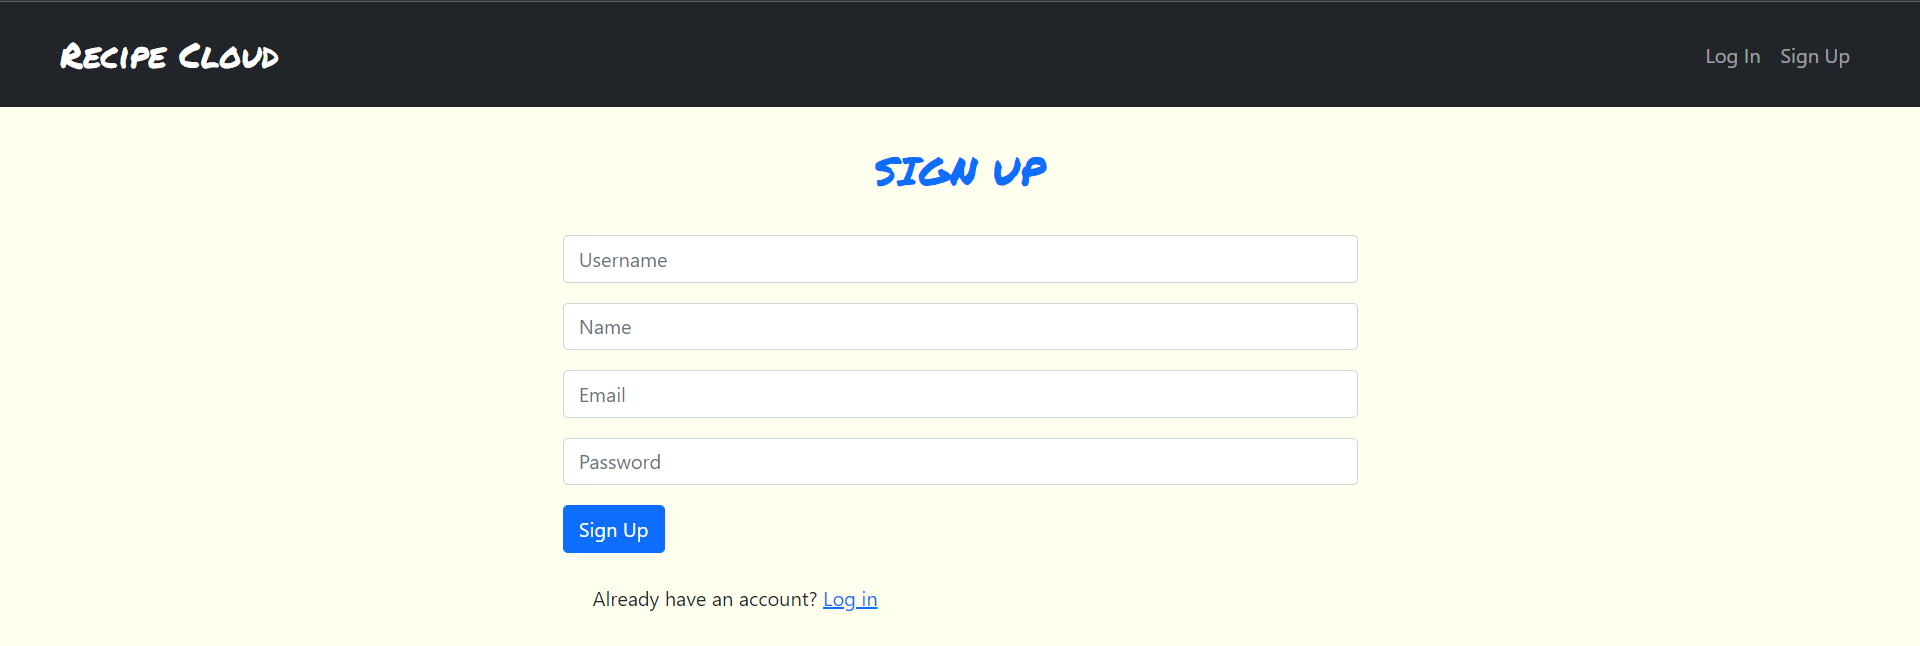 Recipe Cloud
Log In Sign Up
SIGN UP
Username
Name
Email
Password
Sign Up
Already have an account? Log in